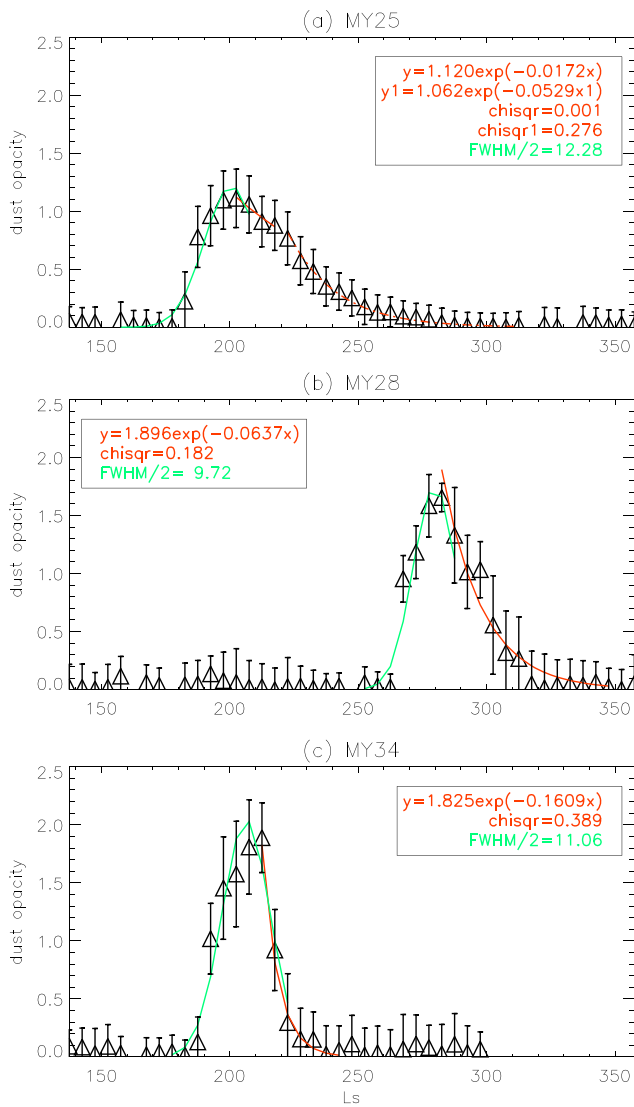 (a) MY25
2.5
2.0
1.5
1.0
0.5
0.0
dust opacity
y=1.120exp(−0.0172x)
y1=1.062exp(−0.0529x1)
chisqr=0.001
chisqr1=0.276
FWHM/2=12.28
150 200 250 300 350
(b) MY28
2.5
2.0
1.5
1.0
0.5
0.0
dust opacity
y=1.896exp(−0.0637x)
chisqr=0.182
FWHM/2= 9.72
150 200 250 300 350
(c) MY34
2.5
2.0
1.5
1.0
0.5
0.0
dust opacity
y=1.825exp(−0.1609x)
chisqr=0.389
FWHM/2=11.06
150 200 250 300 350
Ls